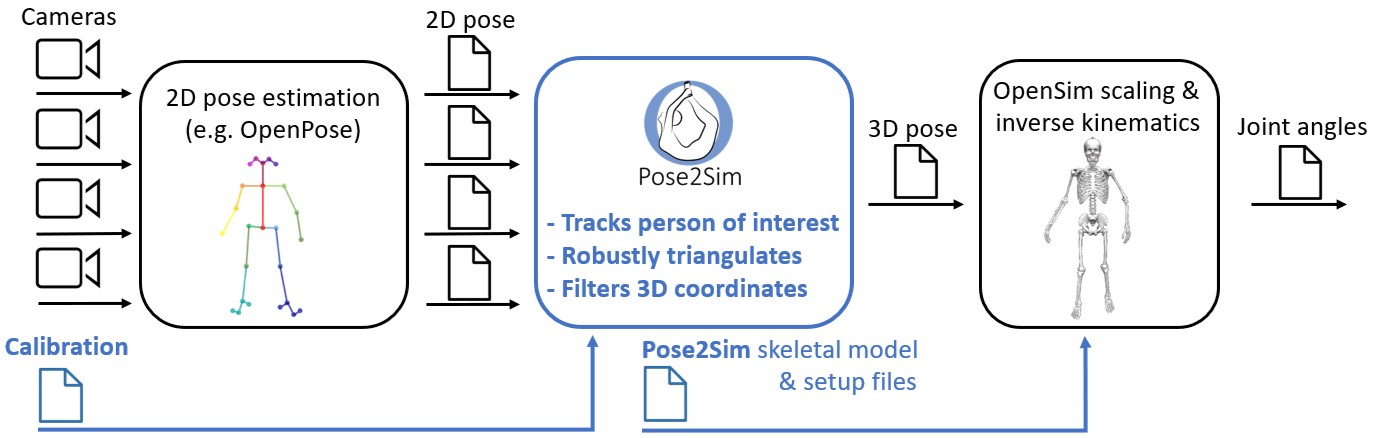 Cameras
2D pose estimation
(e.g. OpenPose)
2D pose
Pose2Sim
- Tracks person of interest
- Robustly triangulates
- Filters 3D coordinates
3D pose
OpenSim scaling &
inverse kinematics
Joint angles
Calibration
Pose2Sim skeletal model
& setup files